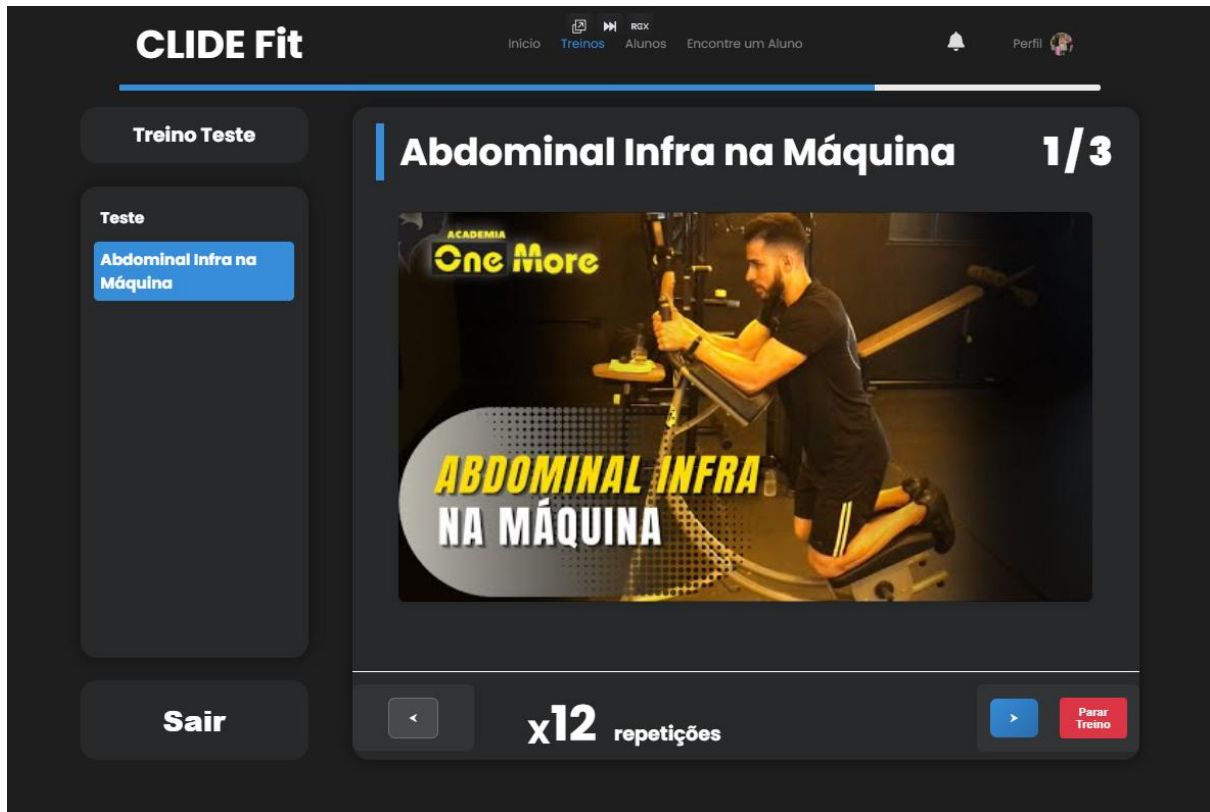 CLIDE Fit
RGX
Início Treinos Alunos Encontre um Aluno
Perfil
Treino Teste
Teste
Abdominal Infra na
Máquina
Sair
Abdominal Infra na Máquina 1/3
ACADEMIA
One More
ABDOMINAL INFRA
NA MÁQUINA
<
x12 repetições
>
Parar
Treino